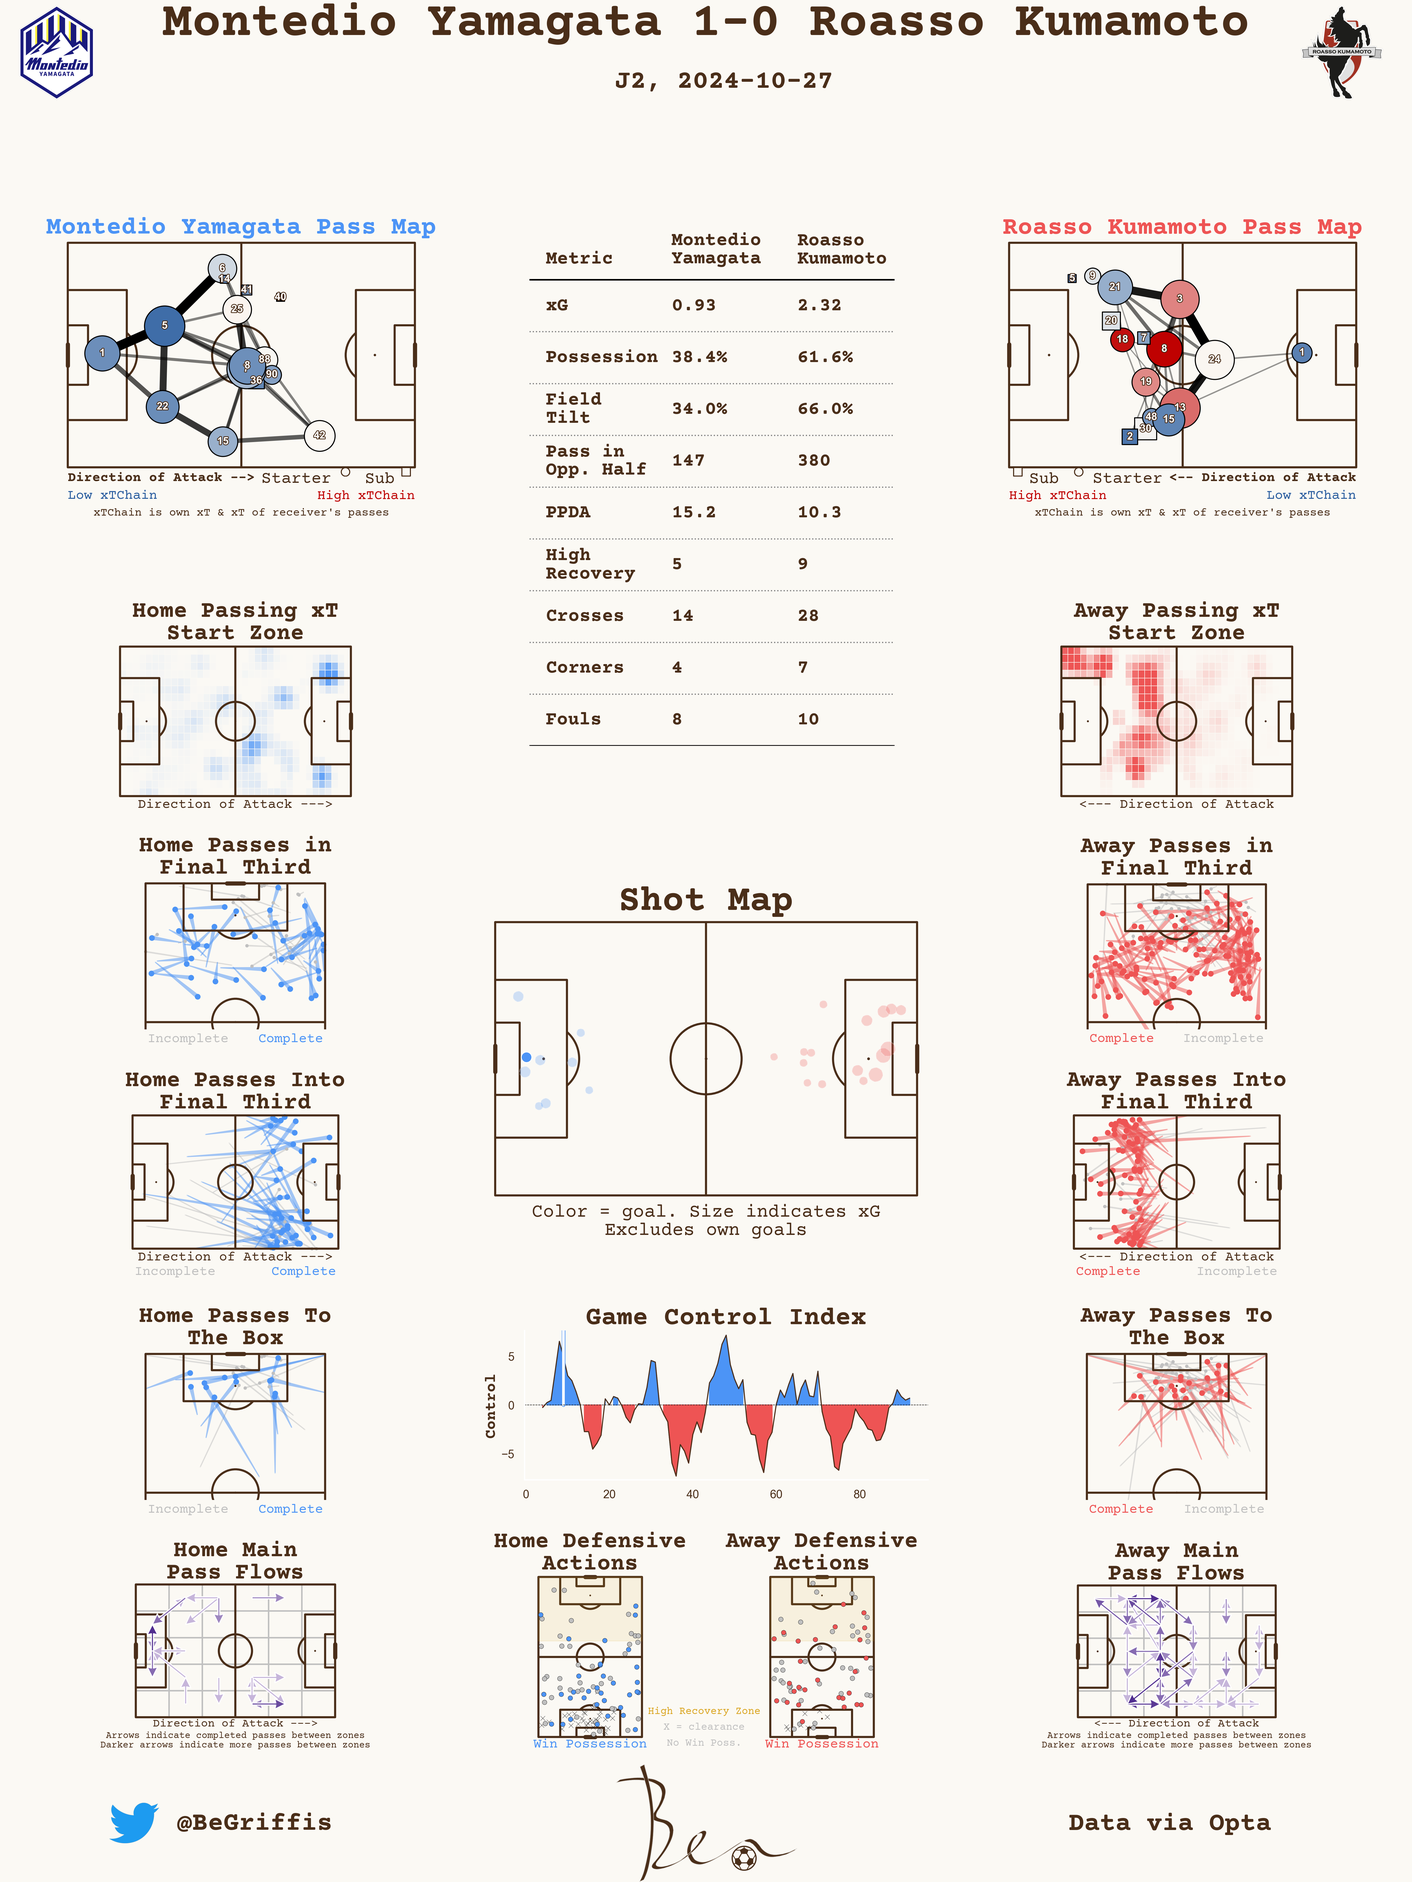 Montedio Yamagata 1-0 Roasso Kumamoto
J2, 2024-10-27
Montedio
YAMAGATA
ROASSO KUMAMOTO
Montedio Yamagata Pass Map
6
14
41
40
25
5
1
88
8
90
36
22
15
42
Direction of Attack --> Starter Sub
Low xTChain High xTChain
xTChain is own xT & xT of receiver's passes
Metric Montedio Yamagata Roasso Kumamoto
xG 0.93 2.32
Possession 38.4% 61.6%
Field Tilt 34.0% 66.0%
Pass in Opp. Half 147 380
PPDA 15.2 10.3
High Recovery 5 9
Crosses 14 28
Corners 4 7
Fouls 8 10
Roasso Kumamoto Pass Map
5
9
21
3
20
18
7
8
24
1
19
13
48
15
30
2
Sub Starter <-- Direction of Attack
High xTChain Low xTChain
xTChain is own xT & xT of receiver's passes
Home Passing xT
Start Zone
Direction of Attack --->
Away Passing xT
Start Zone
<--- Direction of Attack
Home Passes in
Final Third
Incomplete Complete
Away Passes in
Final Third
Complete Incomplete
Shot Map
Color = goal. Size indicates xG
Excludes own goals
Home Passes Into
Final Third
Direction of Attack --->
Incomplete Complete
Away Passes Into
Final Third
<--- Direction of Attack
Complete Incomplete
Home Passes To
The Box
Incomplete Complete
Game Control Index
Control
5
0
−5
0 20 40 60 80
Away Passes To
The Box
Complete Incomplete
Home Main
Pass Flows
Direction of Attack --->
Arrows indicate completed passes between zones
Darker arrows indicate more passes between zones
Home Defensive
Actions
Win Possession
Away Defensive
Actions
Win Possession
High Recovery Zone
X = clearance
No Win Poss.
Away Main
Pass Flows
<--- Direction of Attack
Arrows indicate completed passes between zones
Darker arrows indicate more passes between zones
@BeGriffis
Ben
Data via Opta